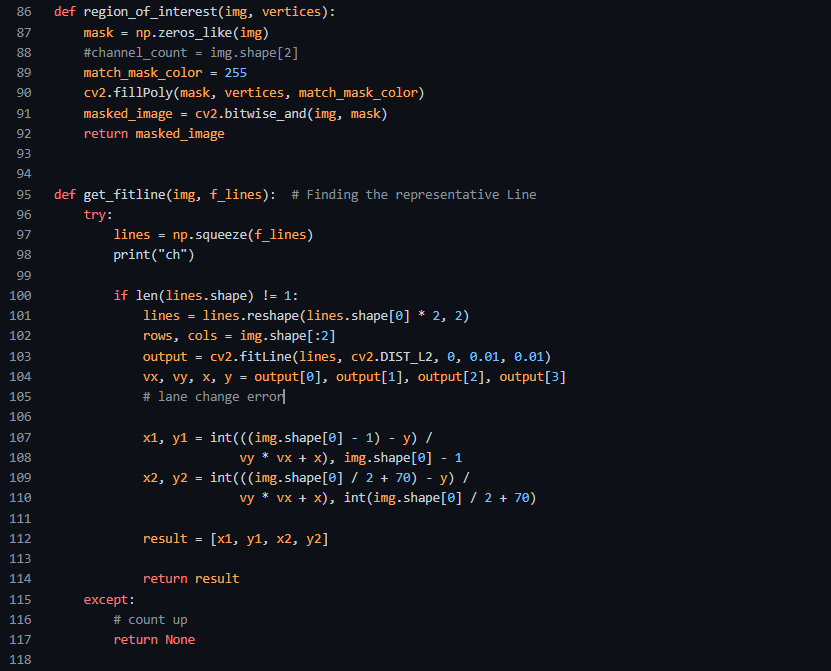 86 def region_of_interest(img, vertices):
87     mask = np.zeros_like(img)
88     #channel_count = img.shape[2]
89     match_mask_color = 255
90     cv2.fillPoly(mask, vertices, match_mask_color)
91     masked_image = cv2.bitwise_and(img, mask)
92     return masked_image
93
94
95 def get_fitline(img, f_lines):  # Finding the representative Line
96     try:
97         lines = np.squeeze(f_lines)
98         print("ch")
99
100         if len(lines.shape) != 1:
101             lines = lines.reshape(lines.shape[0] * 2, 2)
102             rows, cols = img.shape[:2]
103             output = cv2.fitLine(lines, cv2.DIST_L2, 0, 0.01, 0.01)
104             vx, vy, x, y = output[0], output[1], output[2], output[3]
105             # lane change error
106
107             x1, y1 = int(((img.shape[0] - 1) - y) /
108                          vy * vx + x), img.shape[0] - 1
109             x2, y2 = int(((img.shape[0] / 2 + 70) - y) /
110                          vy * vx + x), int(img.shape[0] / 2 + 70)
111
112             result = [x1, y1, x2, y2]
113
114             return result
115     except:
116         # count up
117         return None
118